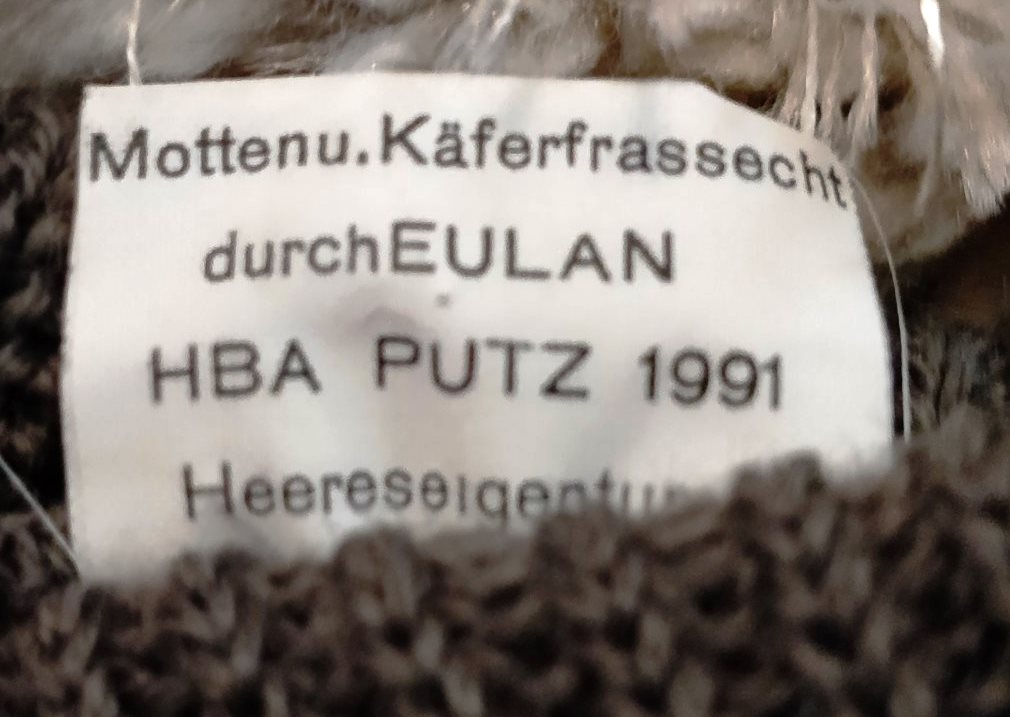 Mottenu.Käferfrassecht
durchEULAN
HBA PUTZ 1991